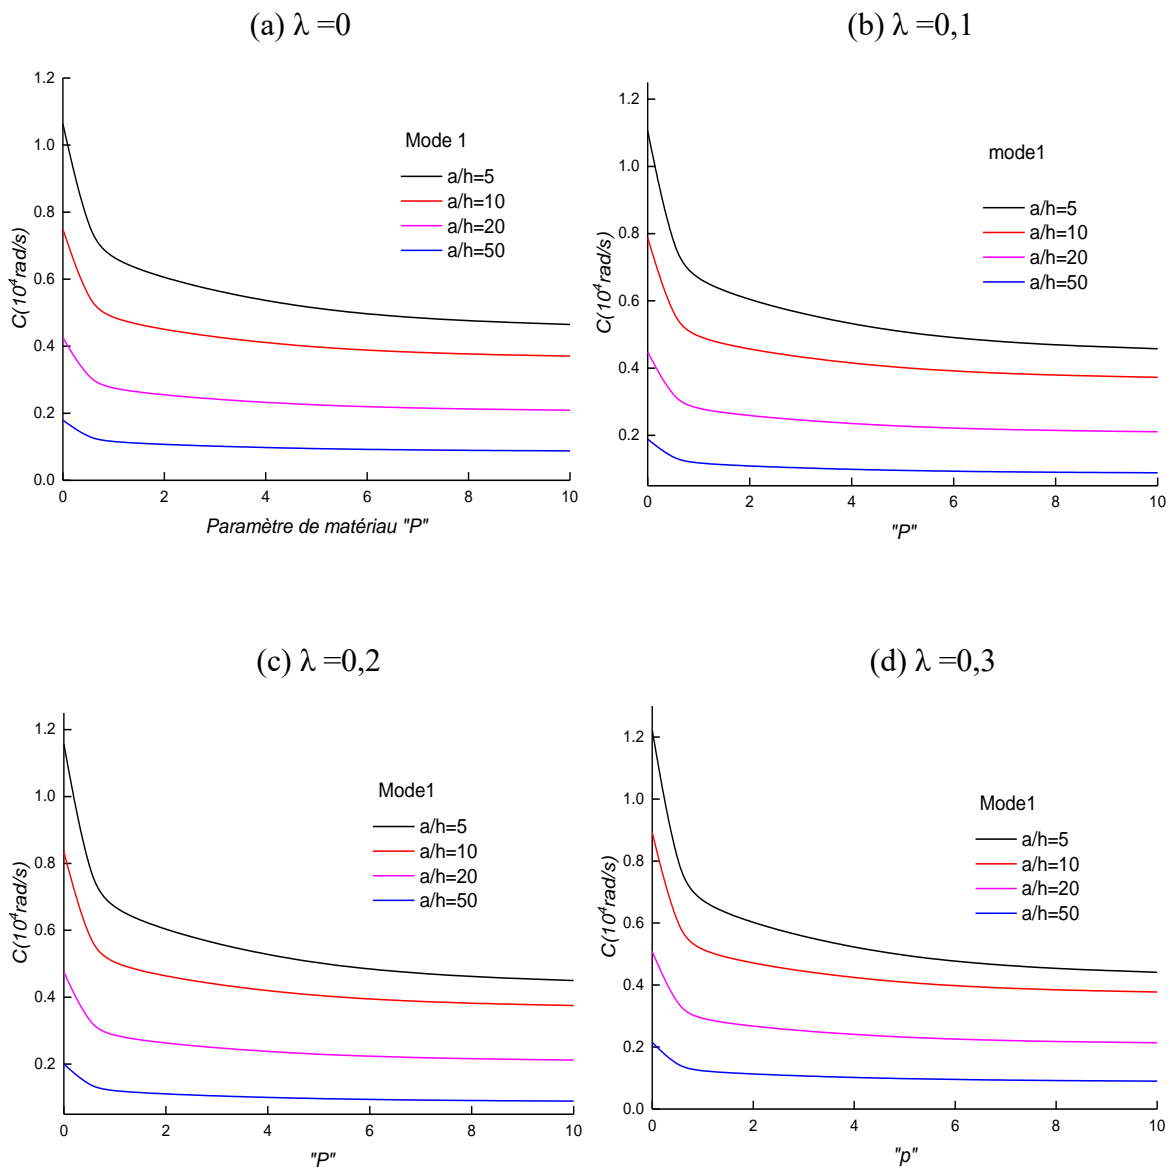 (a) λ =0
1.2
1.0
0.8
0.6
0.4
0.2
0.0
C(10⁴rad/s)
Mode 1
a/h=5
a/h=10
a/h=20
a/h=50
0 2 4 6 8 10
Paramètre de matériau "P"
(b) λ =0,1
1.2
1.0
0.8
0.6
0.4
0.2
C(10⁴rad/s)
mode1
a/h=5
a/h=10
a/h=20
a/h=50
0 2 4 6 8 10
"P"
(c) λ =0,2
1.2
1.0
0.8
0.6
0.4
0.2
C(10⁴rad/s)
Mode1
a/h=5
a/h=10
a/h=20
a/h=50
0 2 4 6 8 10
"P"
(d) λ =0,3
1.2
1.0
0.8
0.6
0.4
0.2
0.0
C(10⁴rad/s)
Mode1
a/h=5
a/h=10
a/h=20
a/h=50
0 2 4 6 8 10
"p"